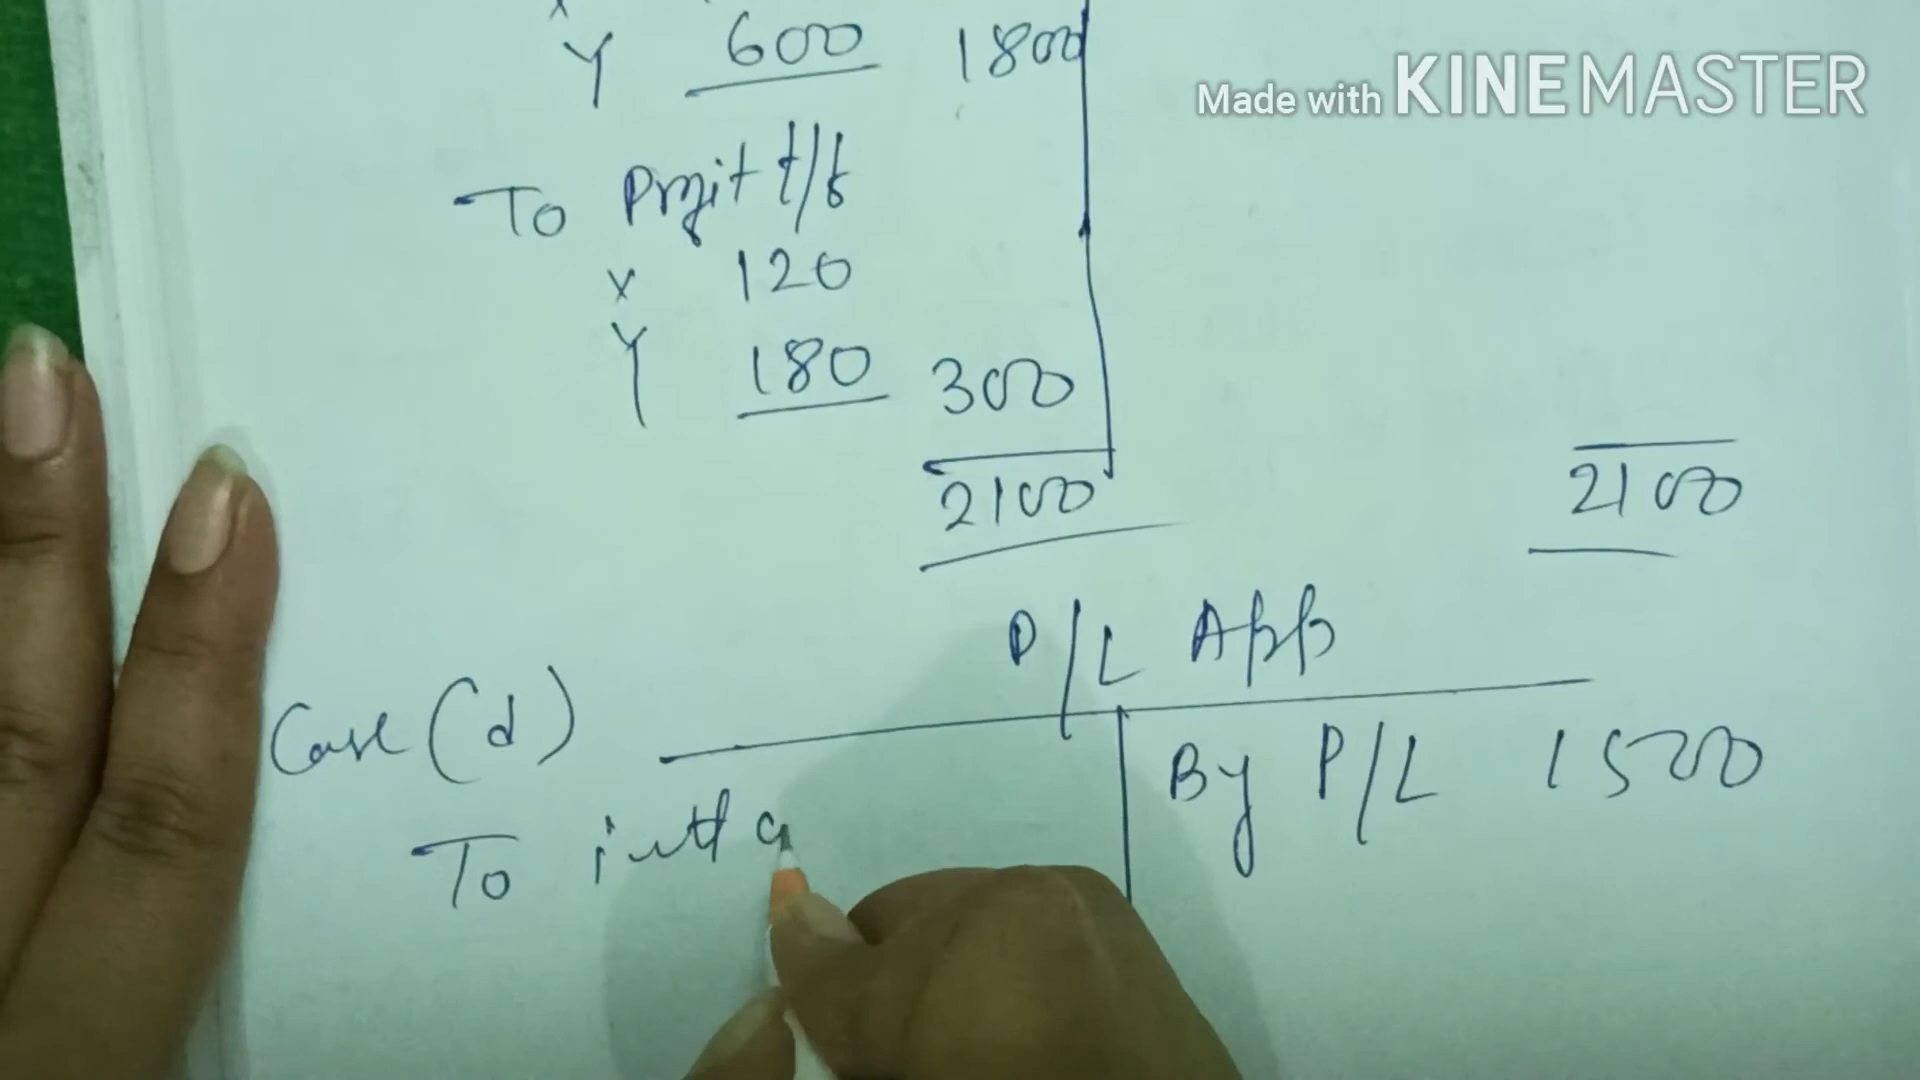 Y 600 1800
Made with KINEMASTER
To Profit t/f
X 120
Y 180 300
2100 2100
P/L App
Case (d)
By P/L 1500
To intt